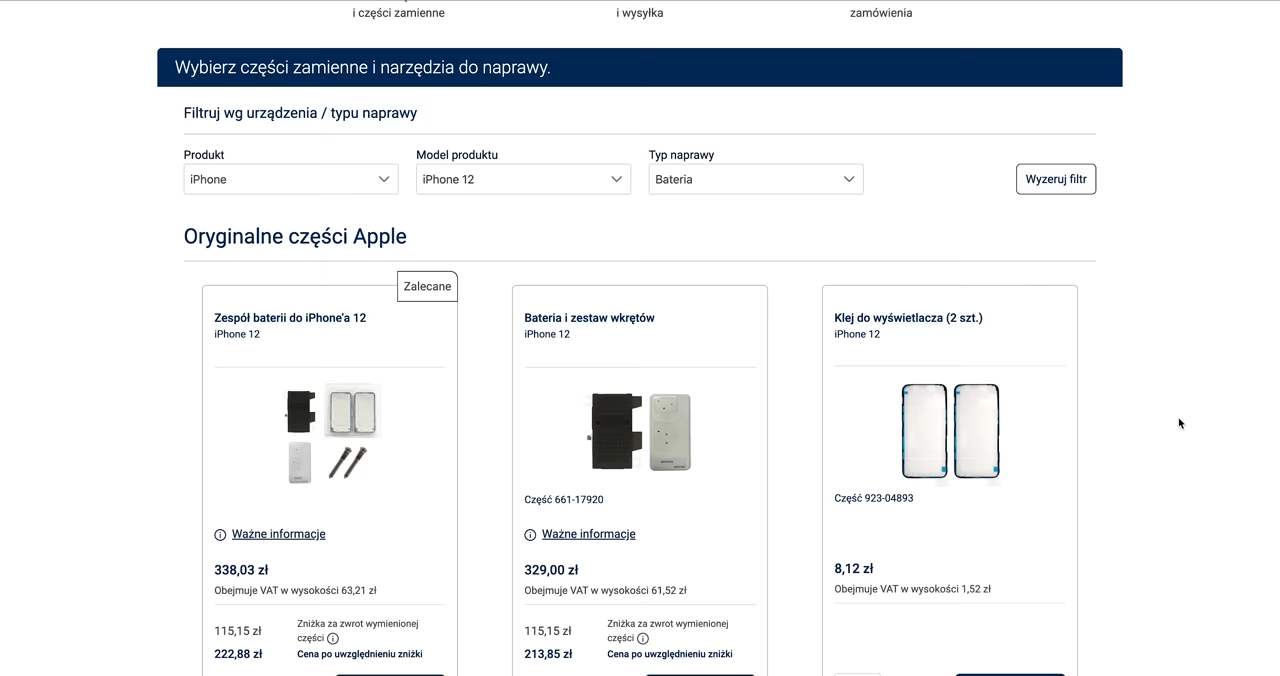 i części zamienne
i wysyłka
zamówienia
Wybierz części zamienne i narzędzia do naprawy.
Filtruj wg urządzenia / typu naprawy
Produkt
Model produktu
Typ naprawy
iPhone
iPhone 12
Bateria
Wyzeruj filtr
Oryginalne części Apple
Zalecane
Zespół baterii do iPhone’a 12
iPhone 12
Ważne informacje
338,03 zł
Obejmuje VAT w wysokości 63,21 zł
115,15 zł
Zniżka za zwrot wymienionej
części
222,88 zł
Cena po uwzględnieniu zniżki
Bateria i zestaw wkrętów
iPhone 12
Część 661-17920
Ważne informacje
329,00 zł
Obejmuje VAT w wysokości 61,52 zł
115,15 zł
Zniżka za zwrot wymienionej
części
213,85 zł
Cena po uwzględnieniu zniżki
Klej do wyświetlacza (2 szt.)
iPhone 12
Część 923-04893
8,12 zł
Obejmuje VAT w wysokości 1,52 zł